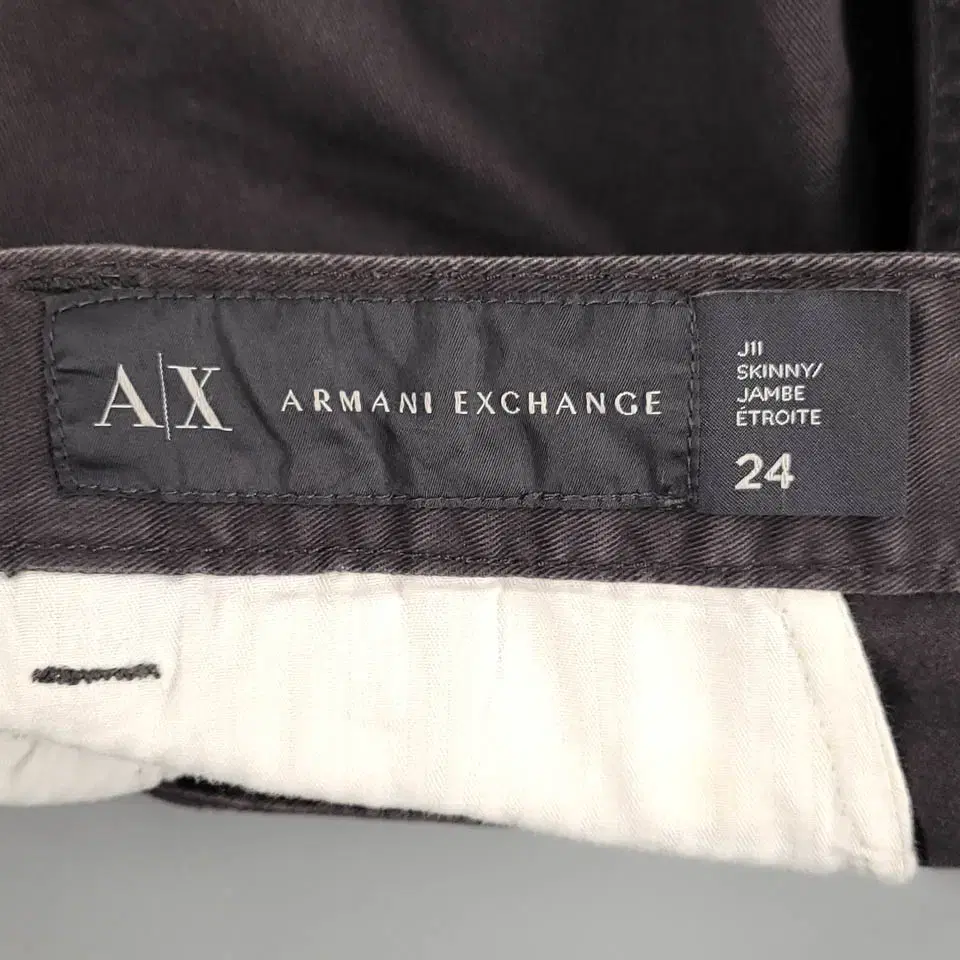 A|X ARMANI EXCHANGE
J11
SKINNY/
JAMBE
ÉTROITE
24